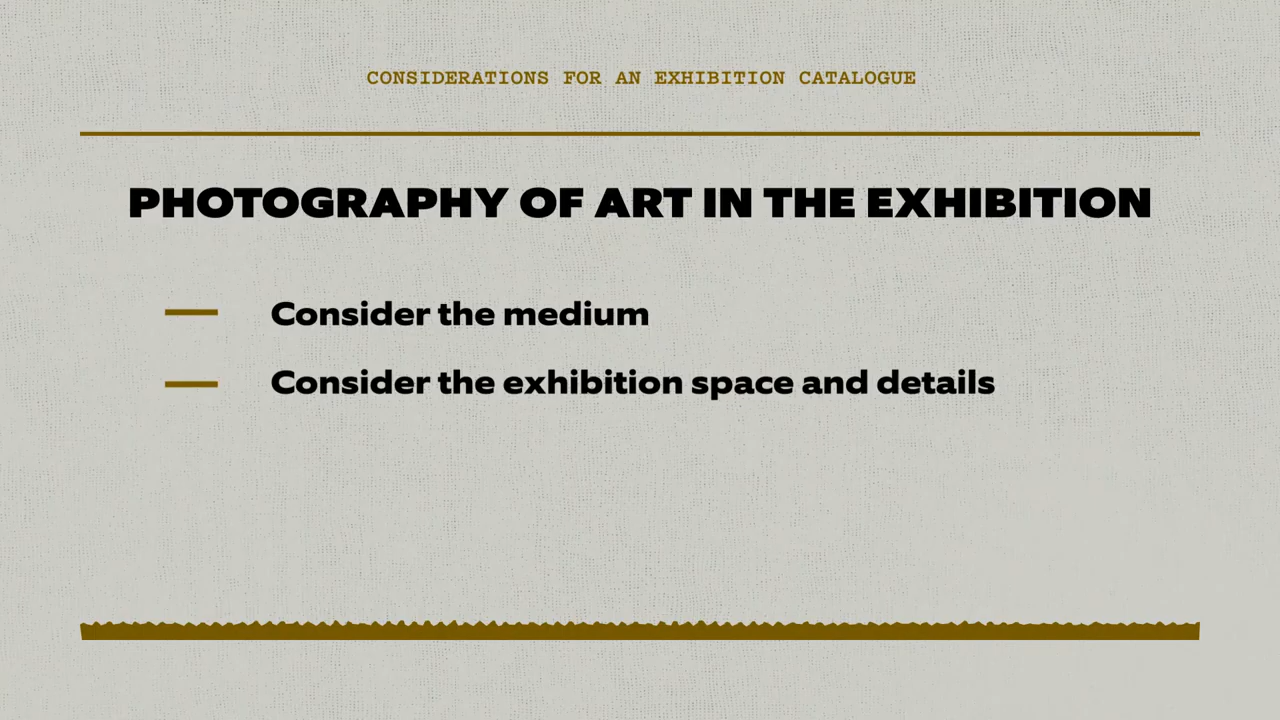 CONSIDERATIONS FOR AN EXHIBITION CATALOGUE
PHOTOGRAPHY OF ART IN THE EXHIBITION
Consider the medium
Consider the exhibition space and details